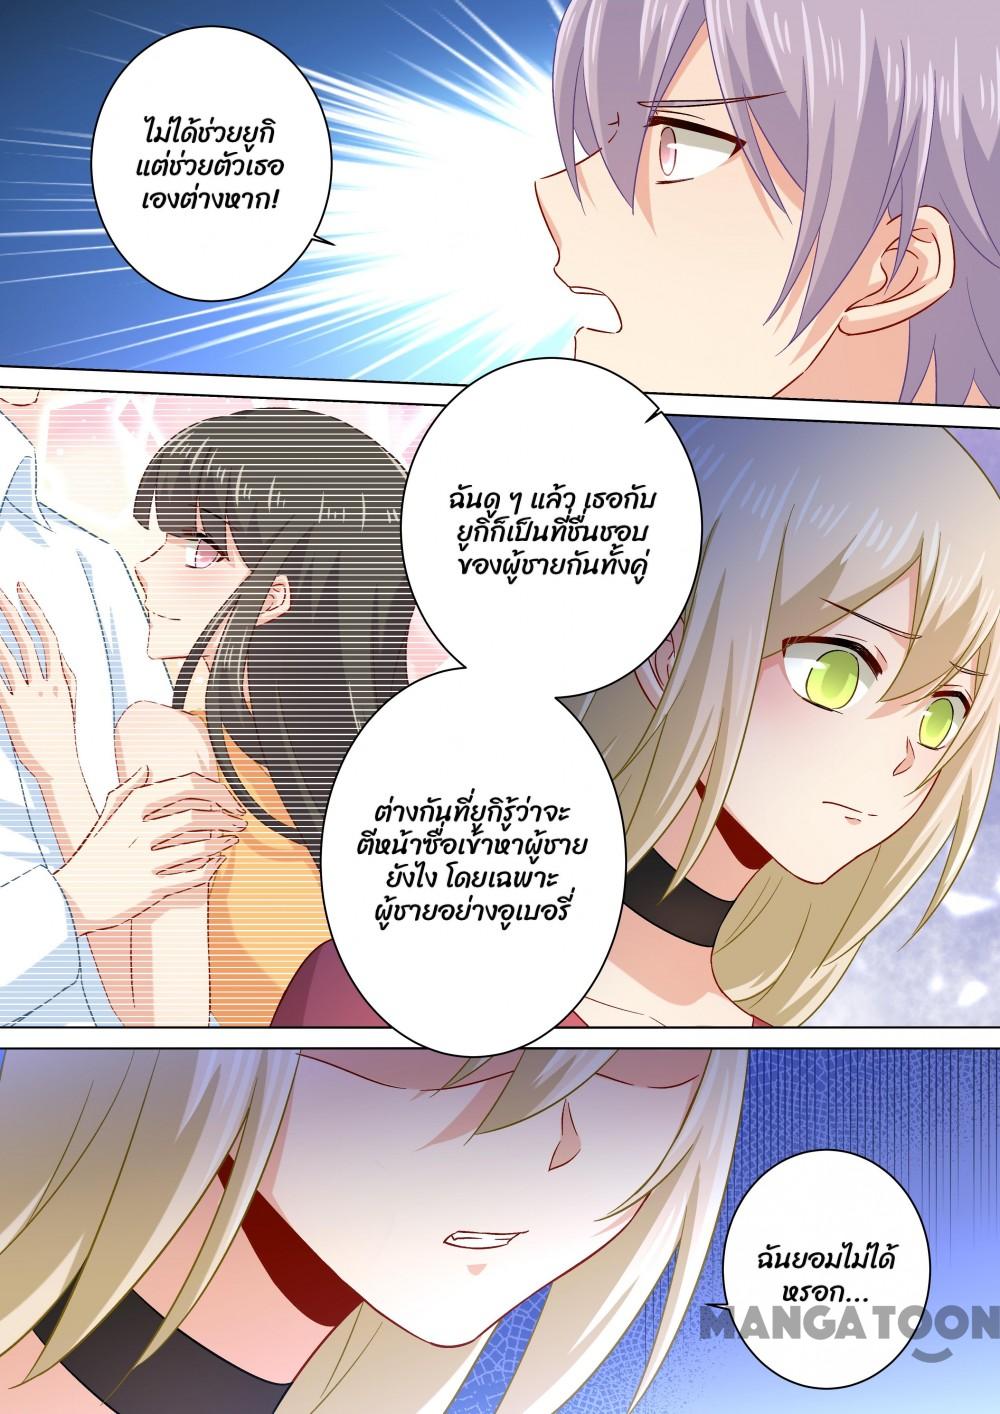 ไม่ได้ช่วยยูกิ
แต่ช่วยตัวเธอ
เองต่างหาก!
ฉันดู ๆ แล้ว เธอกับ
ยูกิก็เป็นที่ชื่นชอบ
ของผู้ชายกันทั้งคู่
ต่างกันที่ยูกิรู้ว่าจะ
ตีหน้าซื่อเข้าหาผู้ชาย
ยังไง โดยเฉพาะ
ผู้ชายอย่างอูเบอรี่
ฉันยอมไม่ได้
หรอก...
MANGATOON